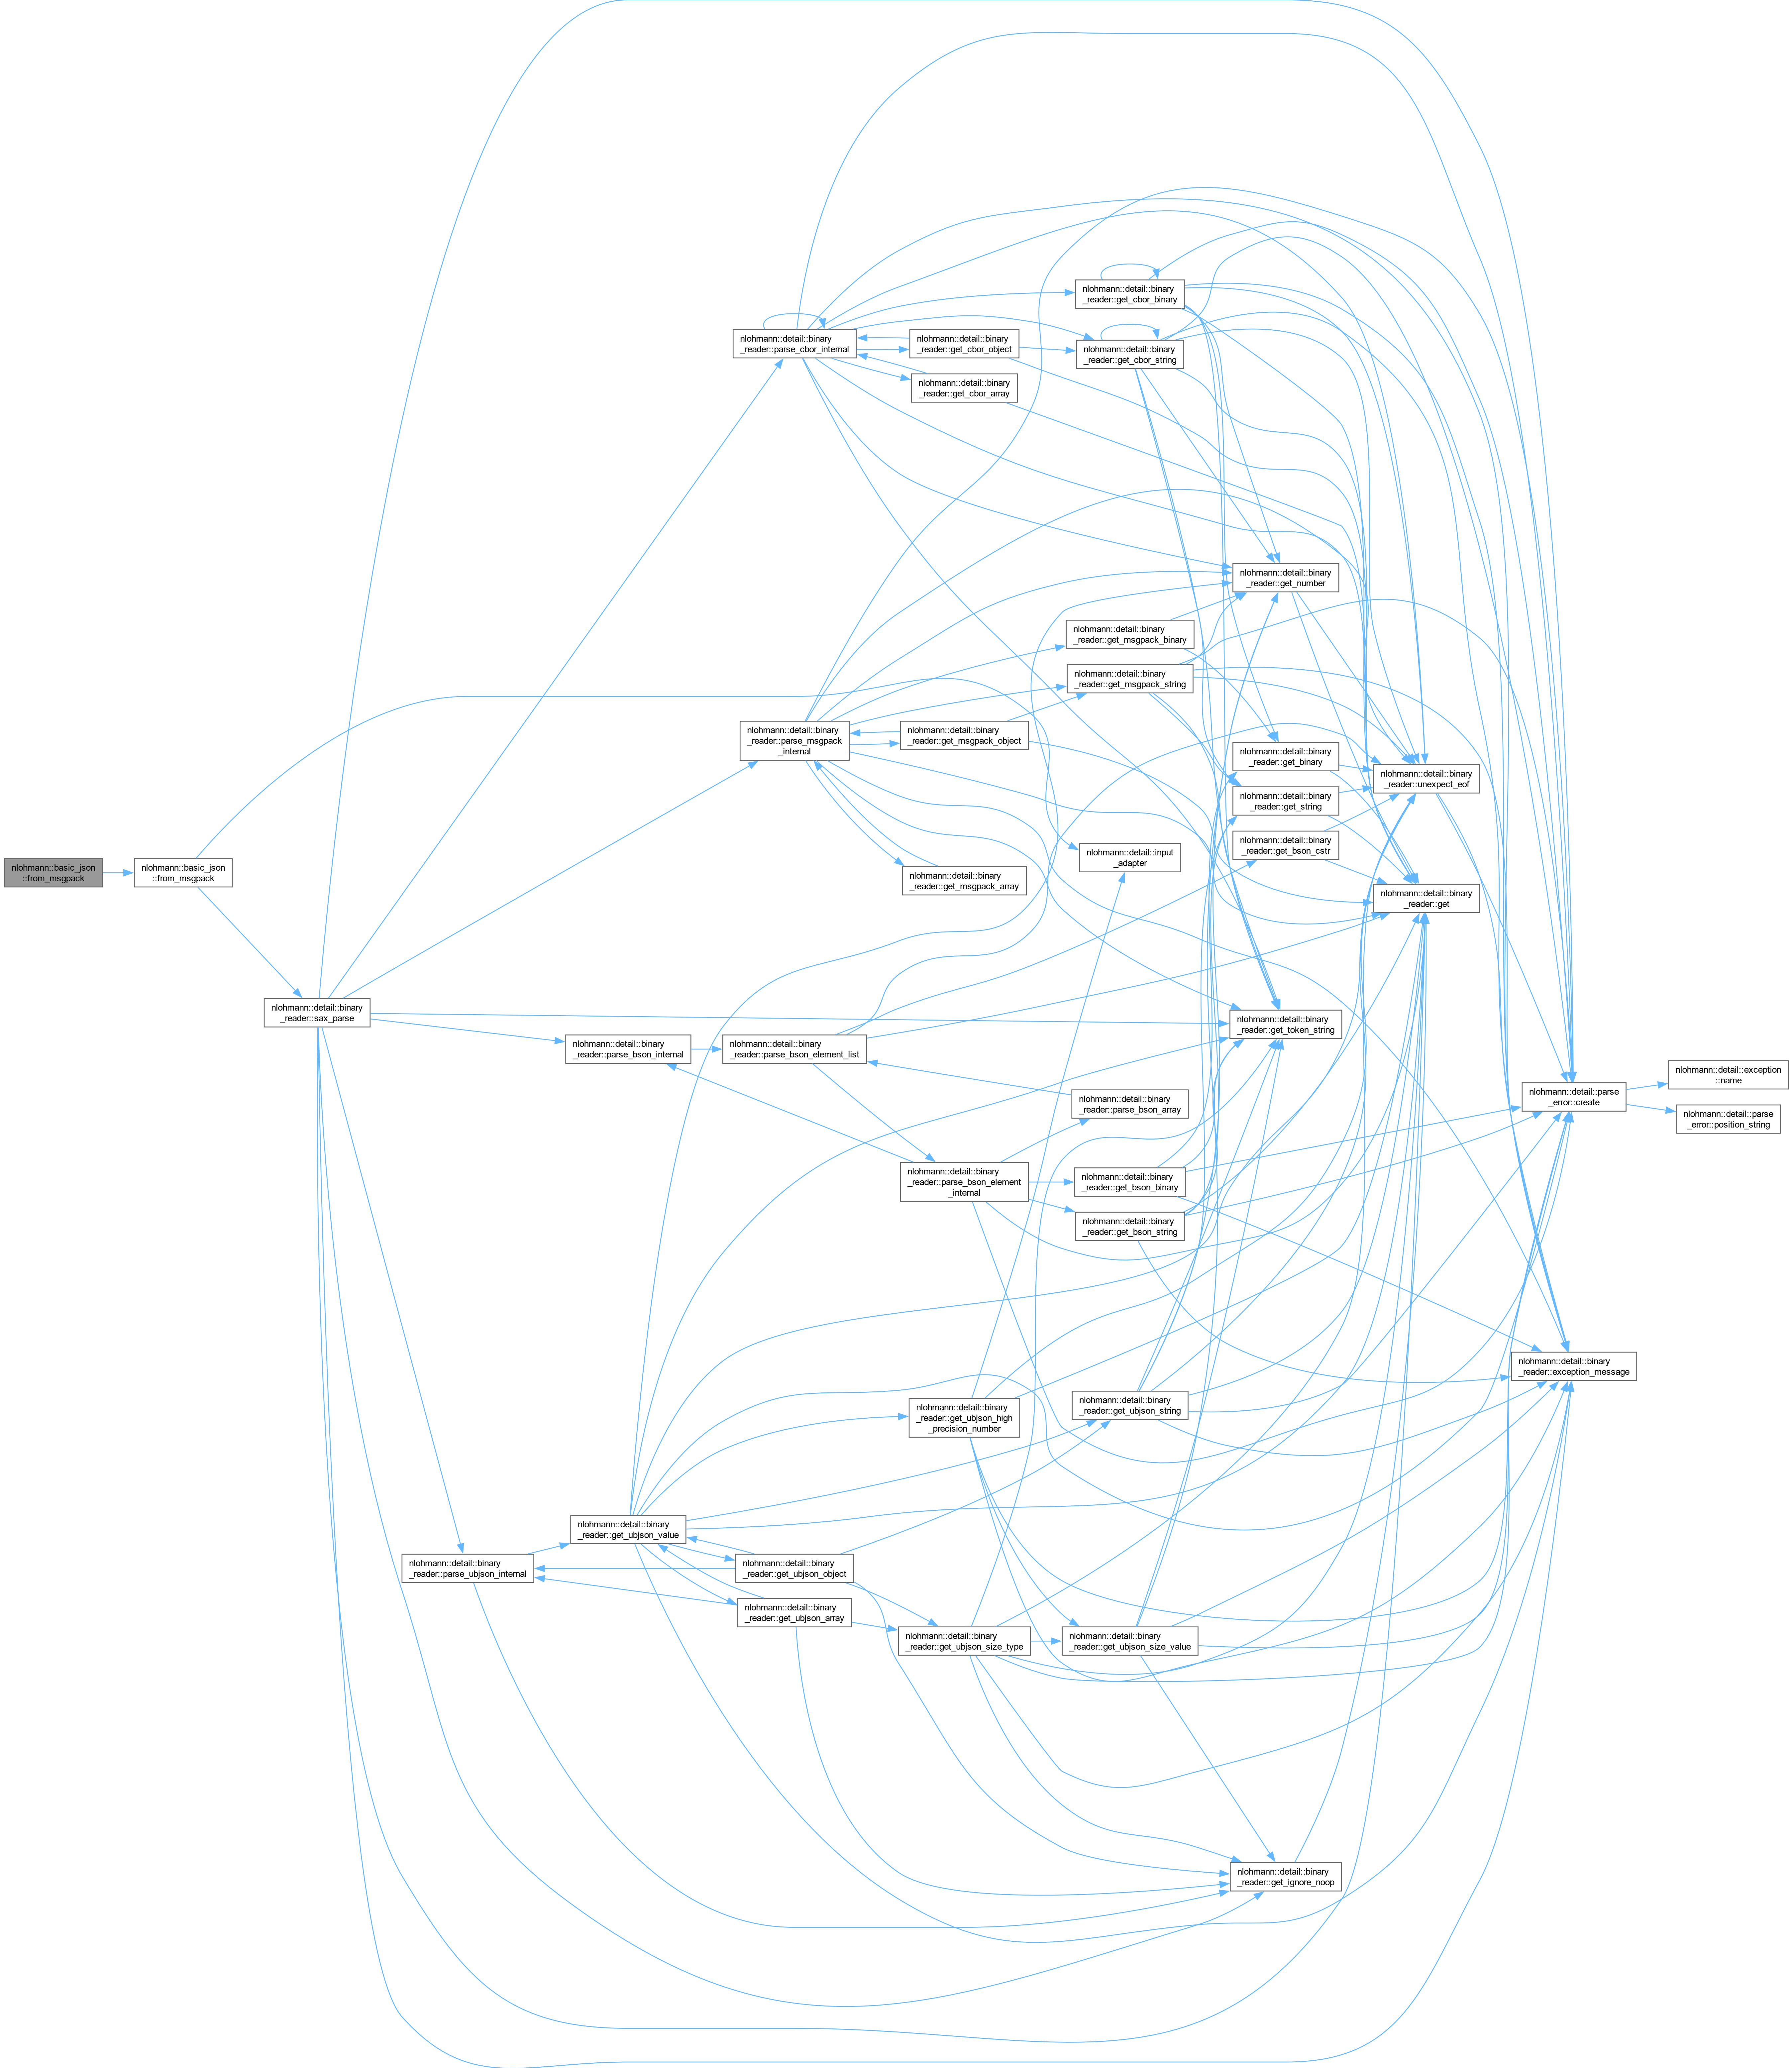 nlohmann::basic_json
::from_msgpack
nlohmann::basic_json
::from_msgpack
nlohmann::detail::binary
_reader::sax_parse
nlohmann::detail::binary
_reader::parse_ubjson_internal
nlohmann::detail::binary
_reader::parse_bson_internal
nlohmann::detail::binary
_reader::get_ubjson_value
nlohmann::detail::binary
_reader::parse_cbor_internal
nlohmann::detail::binary
_reader::parse_msgpack
_internal
nlohmann::detail::binary
_reader::parse_bson_element_list
nlohmann::detail::binary
_reader::get_ubjson_object
nlohmann::detail::binary
_reader::get_ubjson_array
nlohmann::detail::binary
_reader::get_cbor_object
nlohmann::detail::binary
_reader::get_cbor_array
nlohmann::detail::binary
_reader::get_msgpack_object
nlohmann::detail::binary
_reader::get_msgpack_array
nlohmann::detail::binary
_reader::parse_bson_element
_internal
nlohmann::detail::binary
_reader::get_ubjson_high
_precision_number
nlohmann::detail::binary
_reader::get_ubjson_size_type
nlohmann::detail::binary
_reader::get_cbor_binary
nlohmann::detail::binary
_reader::get_cbor_string
nlohmann::detail::binary
_reader::get_msgpack_binary
nlohmann::detail::binary
_reader::get_msgpack_string
nlohmann::detail::input
_adapter
nlohmann::detail::binary
_reader::parse_bson_array
nlohmann::detail::binary
_reader::get_bson_binary
nlohmann::detail::binary
_reader::get_bson_string
nlohmann::detail::binary
_reader::get_ubjson_string
nlohmann::detail::binary
_reader::get_ubjson_size_value
nlohmann::detail::binary
_reader::get_number
nlohmann::detail::binary
_reader::get_binary
nlohmann::detail::binary
_reader::get_string
nlohmann::detail::binary
_reader::get_bson_cstr
nlohmann::detail::binary
_reader::get_token_string
nlohmann::detail::binary
_reader::get_ignore_noop
nlohmann::detail::binary
_reader::unexpect_eof
nlohmann::detail::binary
_reader::get
nlohmann::detail::parse
_error::create
nlohmann::detail::binary
_reader::exception_message
nlohmann::detail::exception
::name
nlohmann::detail::parse
_error::position_string